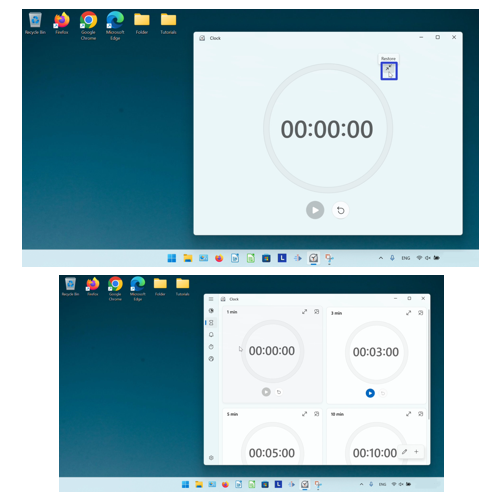 Clock
Restore
Recycle Bin Firefox Google Chrome Microsoft Edge Folder Tutorials
00:00:00
ENG
Recycle Bin Firefox Google Chrome Microsoft Edge Folder Tutorials
Clock
1 min
3 min
00:00:00
00:03:00
5 min
10 min
00:05:00
00:10:00
ENG